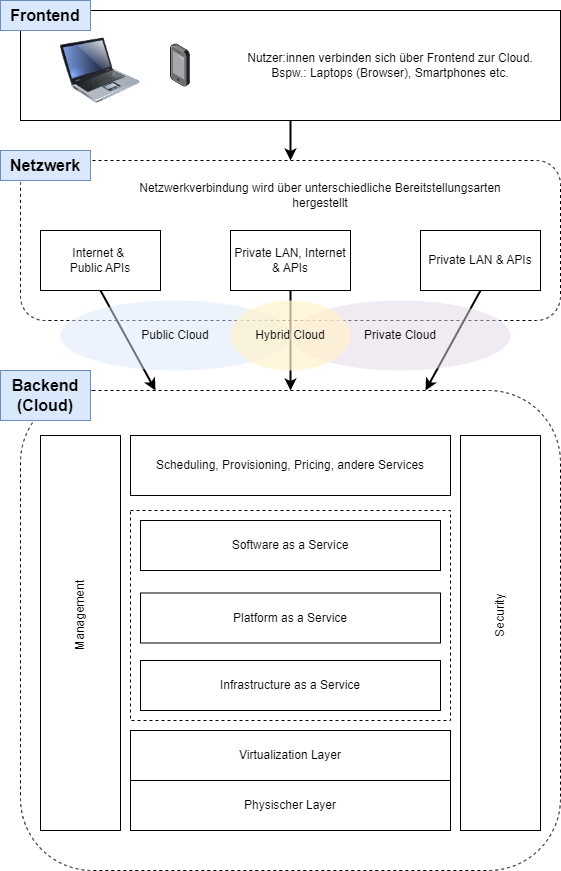 Frontend
Nutzer:innen verbinden sich über Frontend zur Cloud.
Bspw.: Laptops (Browser), Smartphones etc.
Netzwerk
Netzwerkverbindung wird über unterschiedliche Bereitstellungsarten
hergestellt
Internet &
Public APIs
Private LAN, Internet
& APIs
Private LAN & APIs
Public Cloud
Hybrid Cloud
Private Cloud
Backend
(Cloud)
Management
Scheduling, Provisioning, Pricing, andere Services
Software as a Service
Platform as a Service
Infrastructure as a Service
Virtualization Layer
Physischer Layer
Security